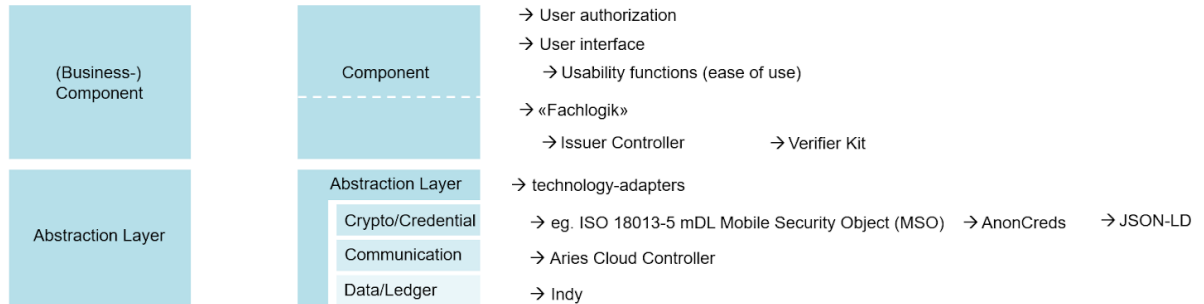 → User authorization
→ User interface
(Business-)
Component
Component
→ Usability functions (ease of use)
→ «Fachlogik»
→ Issuer Controller → Verifier Kit
Abstraction Layer → technology-adapters
Crypto/Credential → eg. ISO 18013-5 mDL Mobile Security Object (MSO) → AnonCreds → JSON-LD
Abstraction Layer
Communication → Aries Cloud Controller
Data/Ledger → Indy